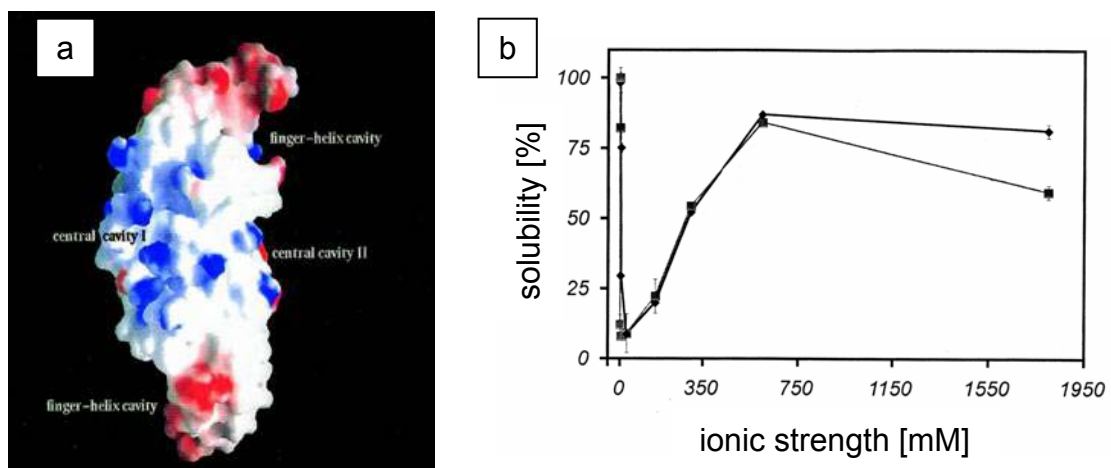 a
finger-helix cavity
central cavity I
central cavity II
finger-helix cavity
b
100
75
50
25
0
solubility [%]
0
350
750
1150
1550
1950
ionic strength [mM]